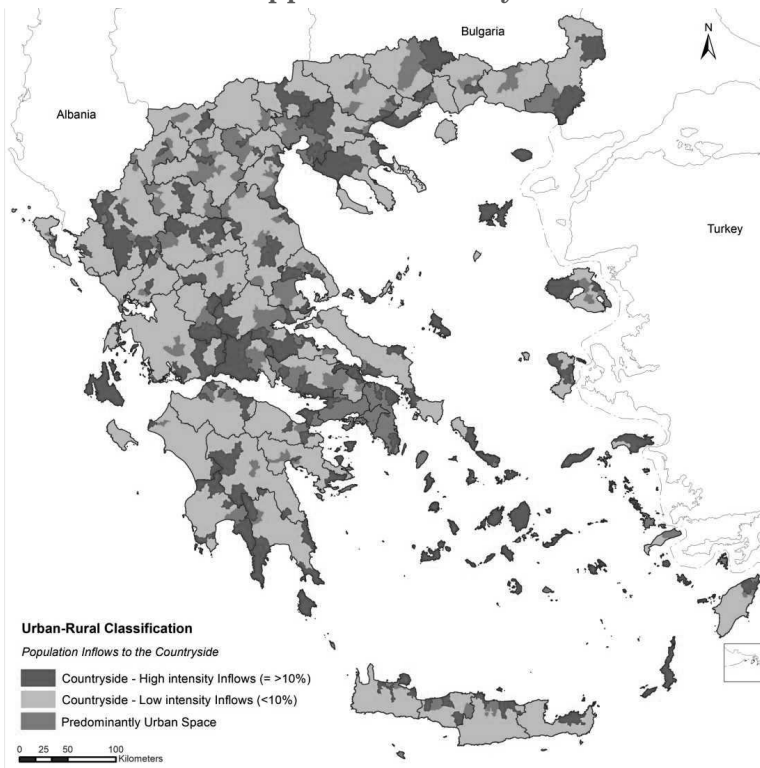 Bulgaria
N
Albania
Turkey
Urban-Rural Classification
Population Inflows to the Countryside
Countryside - High intensity Inflows (= >10%)
Countryside - Low intensity Inflows (<10%)
Predominantly Urban Space
0 25 50 100
Kilometers